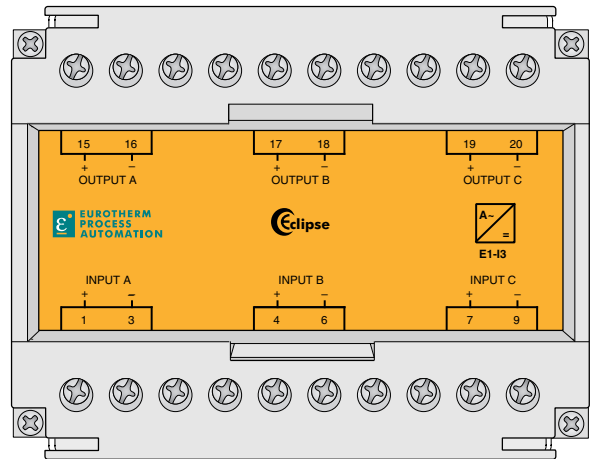 15 16 17 18 19 20
+ − + − + −
OUTPUT A OUTPUT B OUTPUT C
ε EUROTHERM
PROCESS
AUTOMATION
Eclipse
A~
=
E1-I3
INPUT A INPUT B INPUT C
+ − + − + −
1 3 4 6 7 9